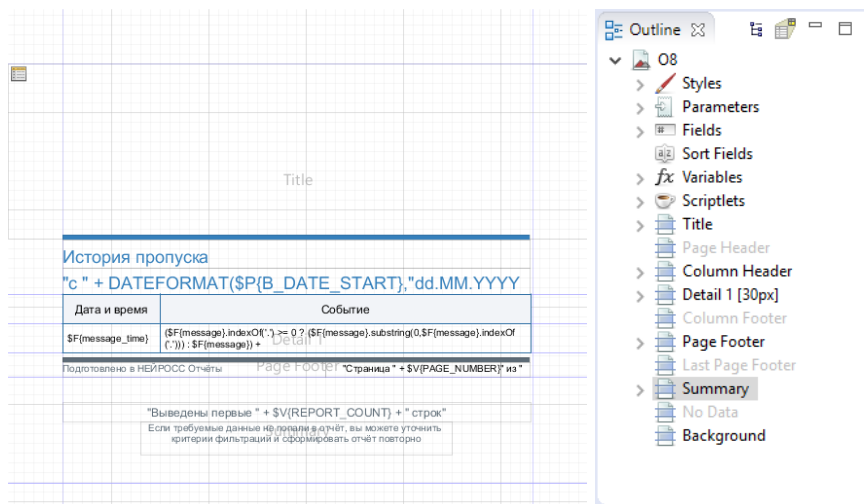 Title
История пропуска
"с " + DATEFORMAT($P{B_DATE_START},"dd.MM.YYYY
Дата и время
Событие
$F{message_time}
($F{message}.indexOf('.') >= 0 ? ($F{message}.substring(0,$F{message}.indexOf
('.'))) : $F{message}) +
Detail 1
Подготовлено в НЕЙРОСС Отчёты
Page Footer
"Страница " + $V{PAGE_NUMBER}" из "
"Выведены первые " + $V{REPORT_COUNT} + " строк"
Если требуемые данные не попали в отчёт, вы можете уточнить
критерии фильтрации и сформировать отчёт повторно
Summary
Outline
O8
Styles
Parameters
Fields
Sort Fields
Variables
Scriptlets
Title
Page Header
Column Header
Detail 1 [30px]
Column Footer
Page Footer
Last Page Footer
Summary
No Data
Background